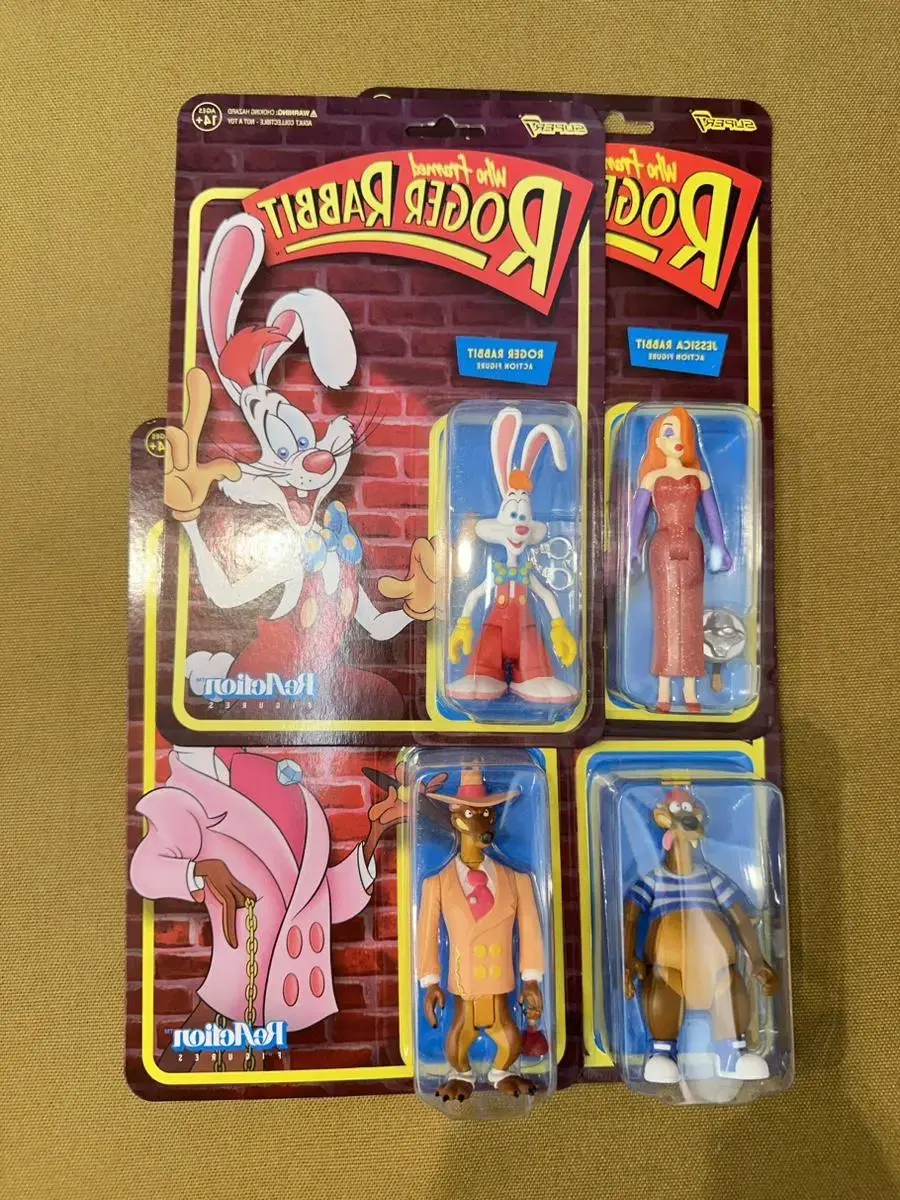 AGES
14+
WARNING: CHOKING HAZARD
ADULT COLLECTIBLE - NOT A TOY
SUPER7
Who Framed
ROGER RABBIT
ROGER RABBIT
ACTION FIGURE
ReAction
FIGURES
SUPER7
Who Fram
ROG
JESSICA RABBIT
ACTION FIGURE
ReAction
FIGURES